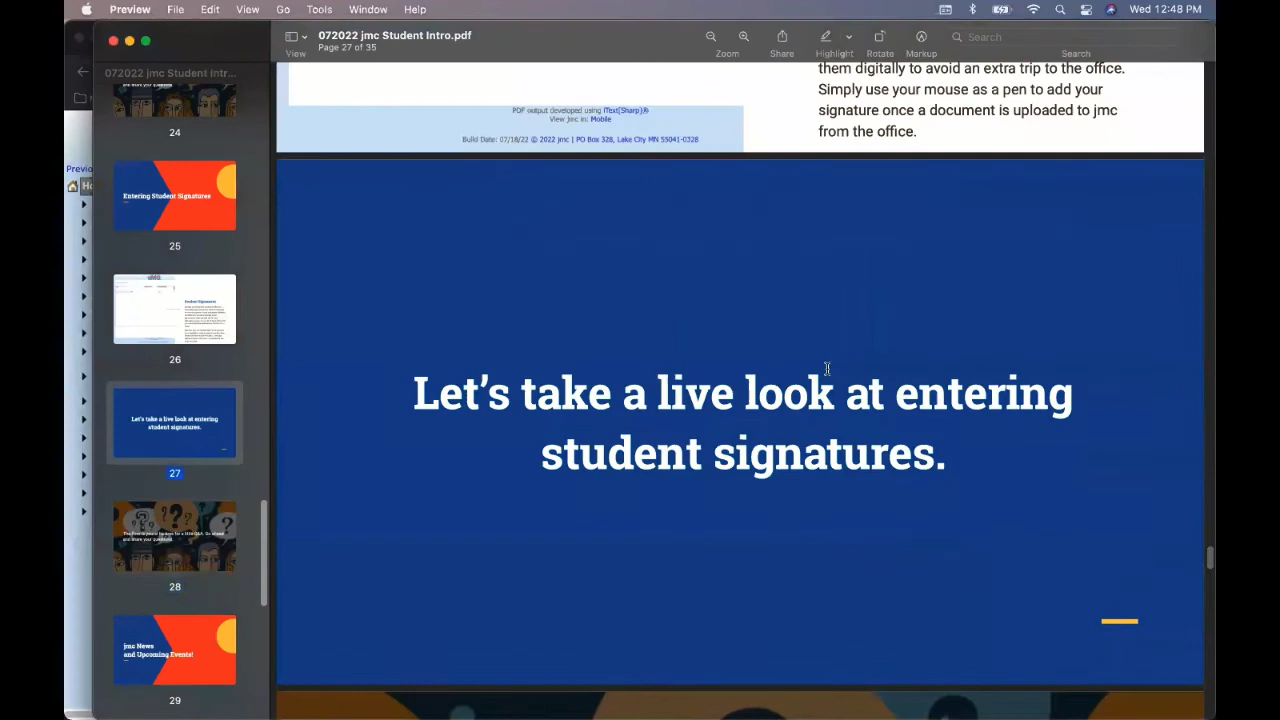 Preview File Edit View Go Tools Window Help Wed 12:48 PM
072022 jmc Student Intro.pdf
Page 27 of 35
View Zoom Share Highlight Rotate Markup Search
Search
072022 jmc Student Intr...
24
Previo
Entering Student Signatures
25
Student Signatures
26
Let's take a live look at entering
student signatures.
27
28
jmc News
and Upcoming Events!
29
them digitally to avoid an extra trip to the office.
Simply use your mouse as a pen to add your
signature once a document is uploaded to jmc
from the office.
PDF output developed using iText[Sharp]®
View jmc in: Mobile
Build Date: 07/18/22 © 2022 jmc | PO Box 328, Lake City MN 55041-0328
Let's take a live look at entering
student signatures.